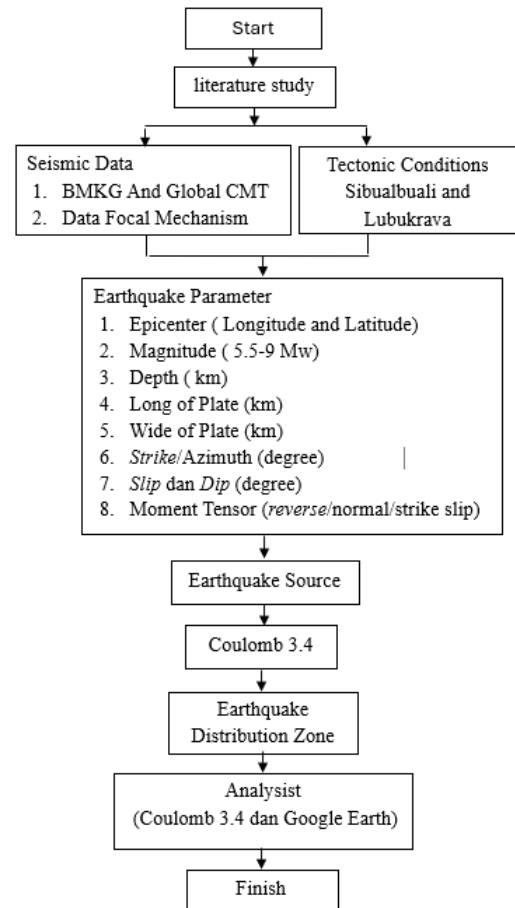 Start
literature study
Seismic Data
1. BMKG And Global CMT
2. Data Focal Mechanism
Tectonic Conditions
Sibualbuali and
Lubukrava
Earthquake Parameter
1. Epicenter ( Longitude and Latitude)
2. Magnitude ( 5.5-9 Mw)
3. Depth ( km)
4. Long of Plate (km)
5. Wide of Plate (km)
6. Strike/Azimuth (degree)
7. Slip dan Dip (degree)
8. Moment Tensor (reverse/normal/strike slip)
Earthquake Source
Coulomb 3.4
Earthquake
Distribution Zone
Analysist
(Coulomb 3.4 dan Google Earth)
Finish